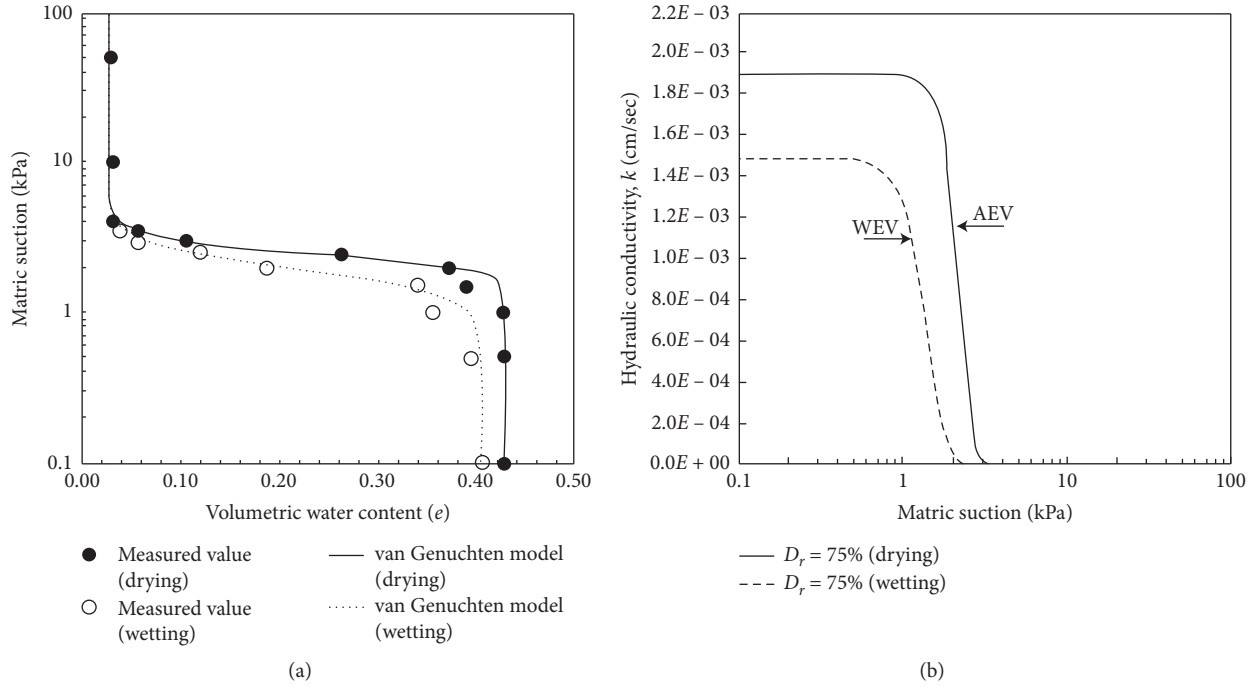 100
10
1
0.1
0.00
0.10
0.20
0.30
0.40
0.50
Matric suction (kPa)
Volumetric water content (e)
Measured value
(drying)
Measured value
(wetting)
van Genuchten model
(drying)
van Genuchten model
(wetting)
(a)
2.2E – 03
2.0E – 03
1.8E – 03
1.6E – 03
1.4E – 03
1.2E – 03
1.0E – 03
8.0E – 04
6.0E – 04
4.0E – 04
2.0E – 04
0.0E + 00
Hydraulic conductivity, k (cm/sec)
WEV
AEV
0.1
1
10
100
Matric suction (kPa)
Dr = 75% (drying)
Dr = 75% (wetting)
(b)